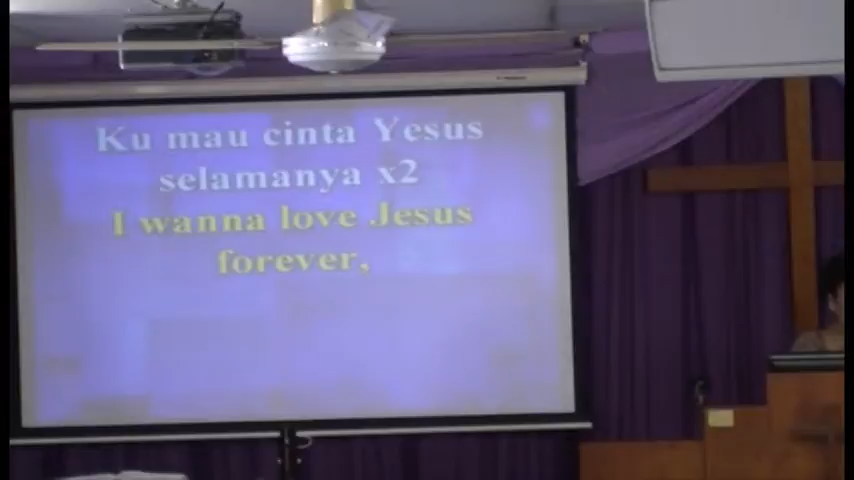 Ku mau cinta Yesus
selamanya x2
I wanna love Jesus
forever,